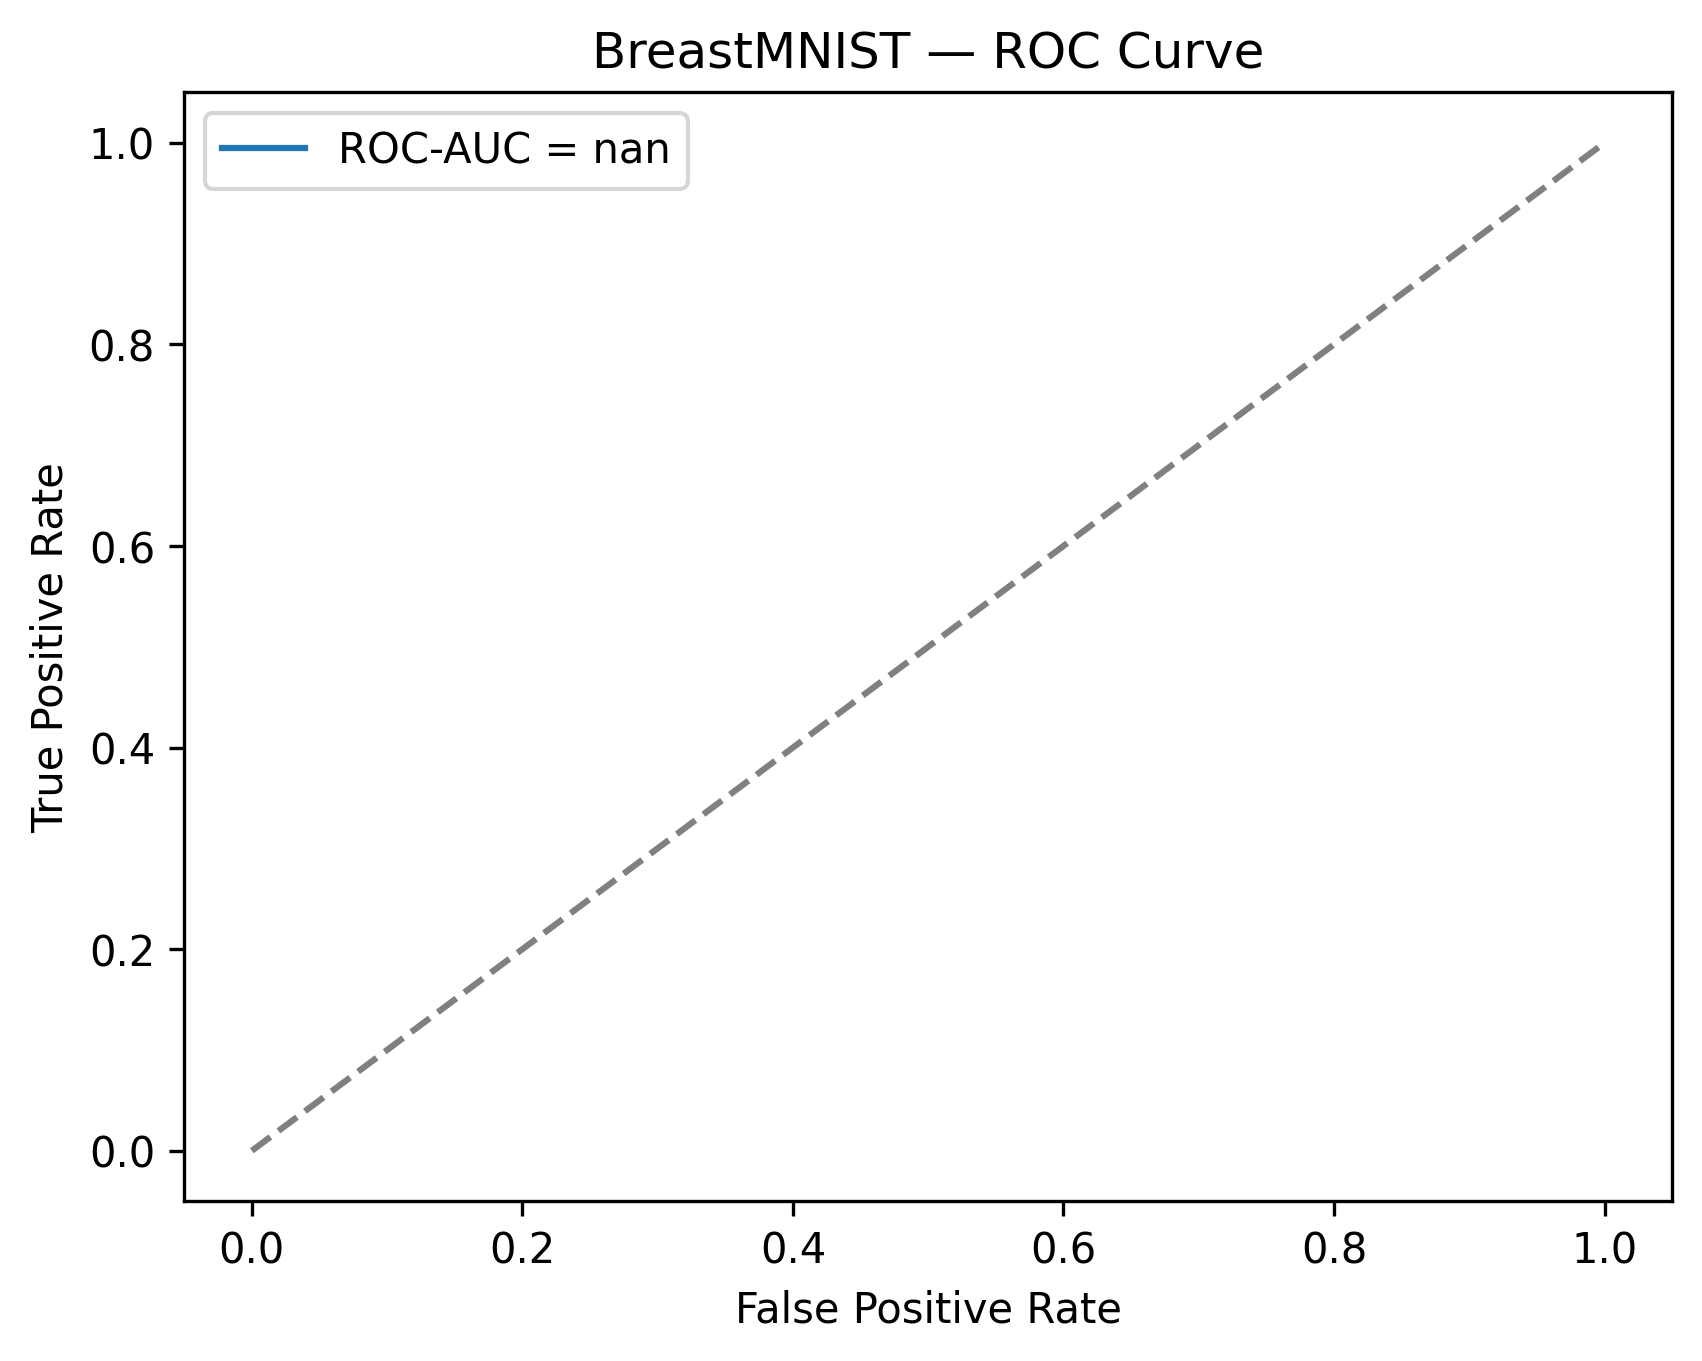 BreastMNIST — ROC Curve
ROC-AUC = nan
True Positive Rate
1.0
0.8
0.6
0.4
0.2
0.0
0.0 0.2 0.4 0.6 0.8 1.0
False Positive Rate